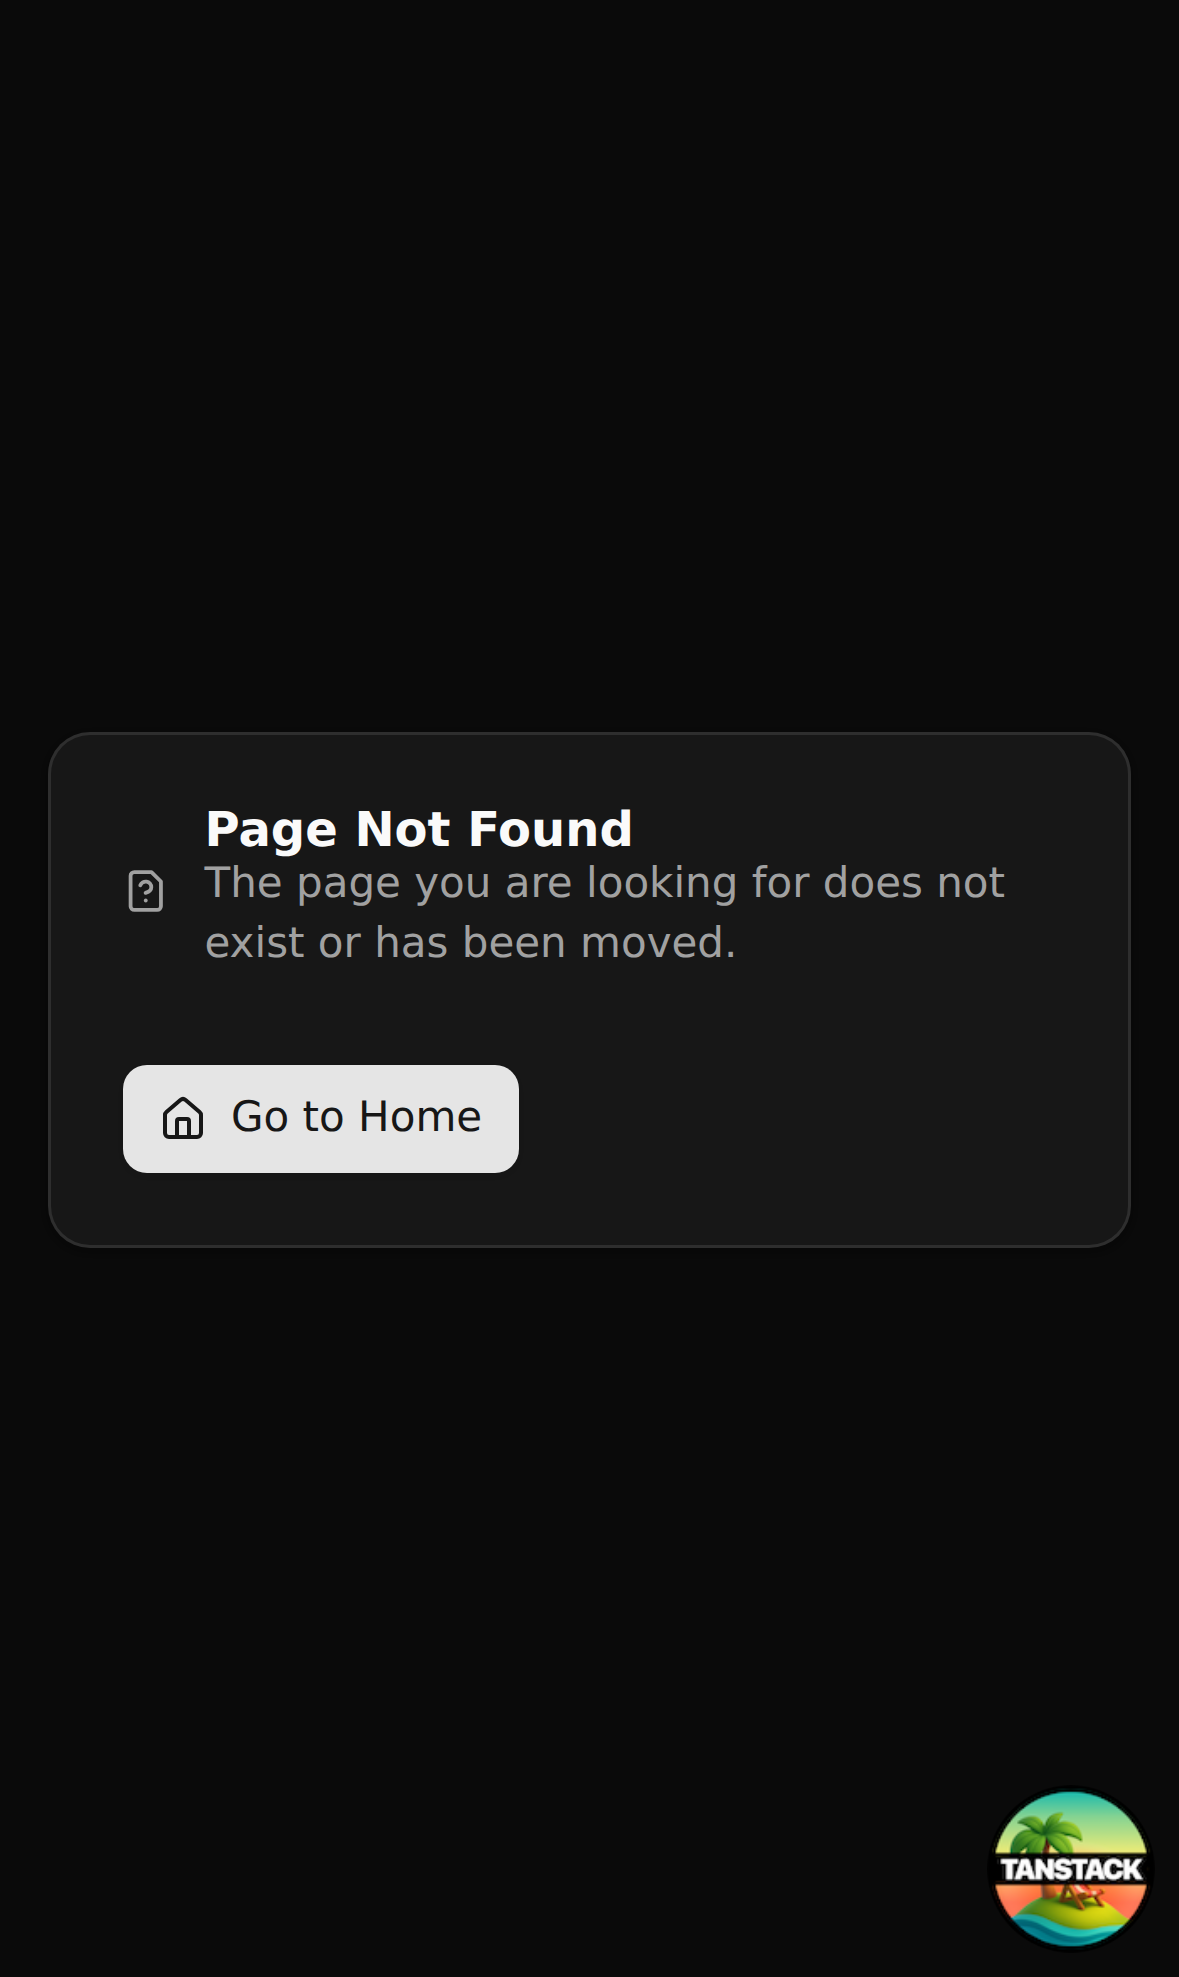 Page Not Found
The page you are looking for does not
exist or has been moved.
Go to Home
TANSTACK